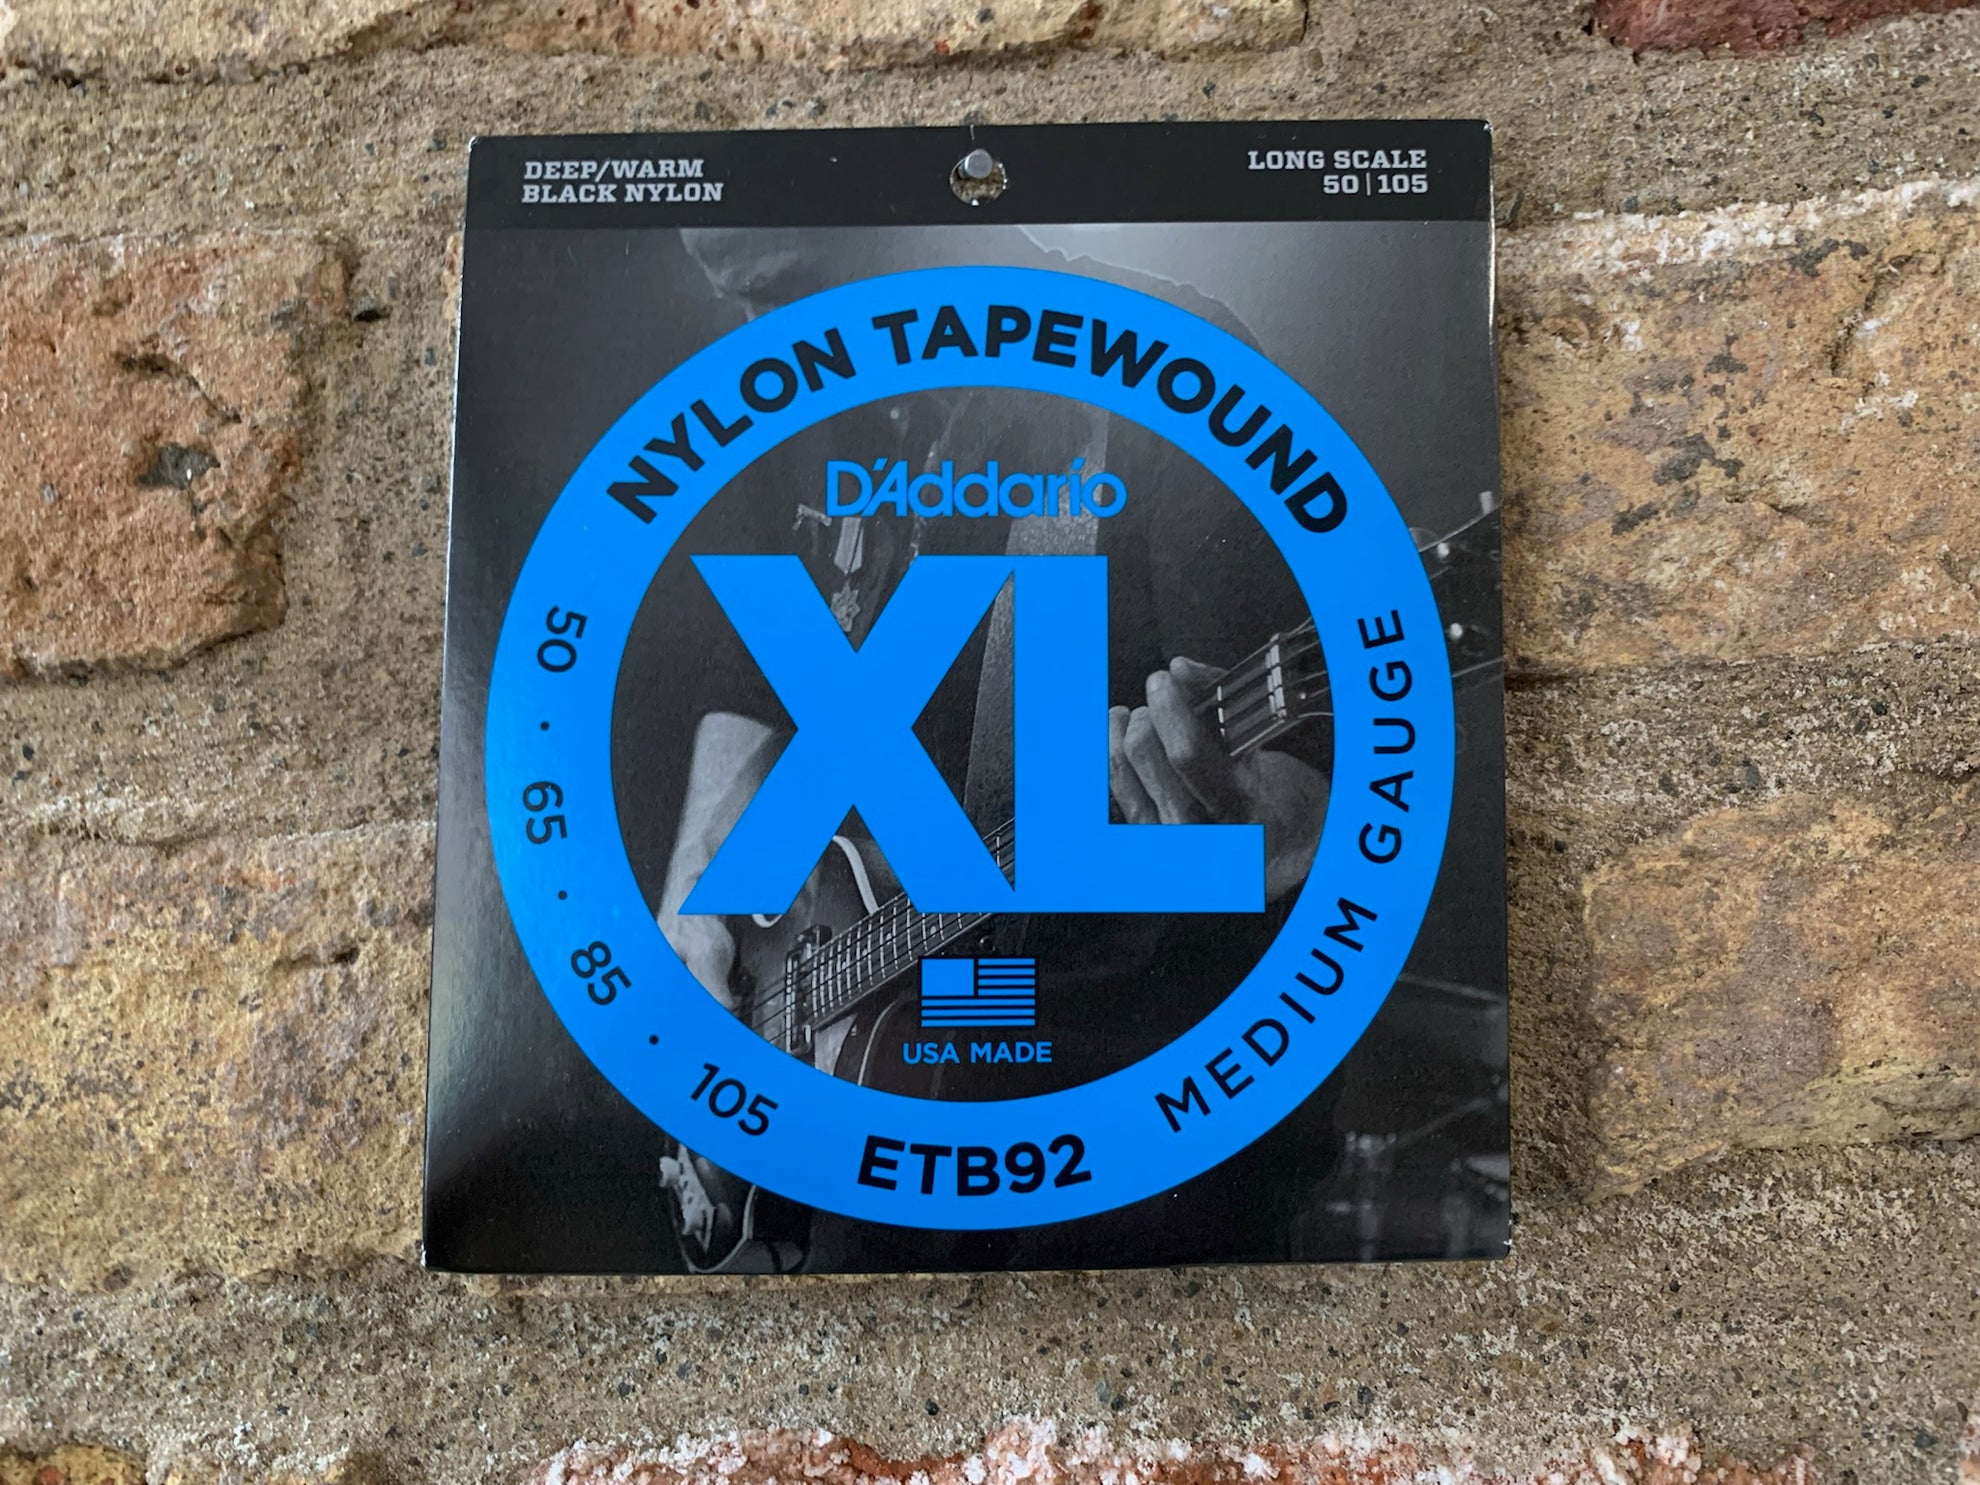 DEEP/WARM
BLACK NYLON
LONG SCALE
50|105
NYLON TAPEWOUND
D'Addario
XL
USA MADE
50 · 65 · 85 · 105
ETB92
MEDIUM GAUGE